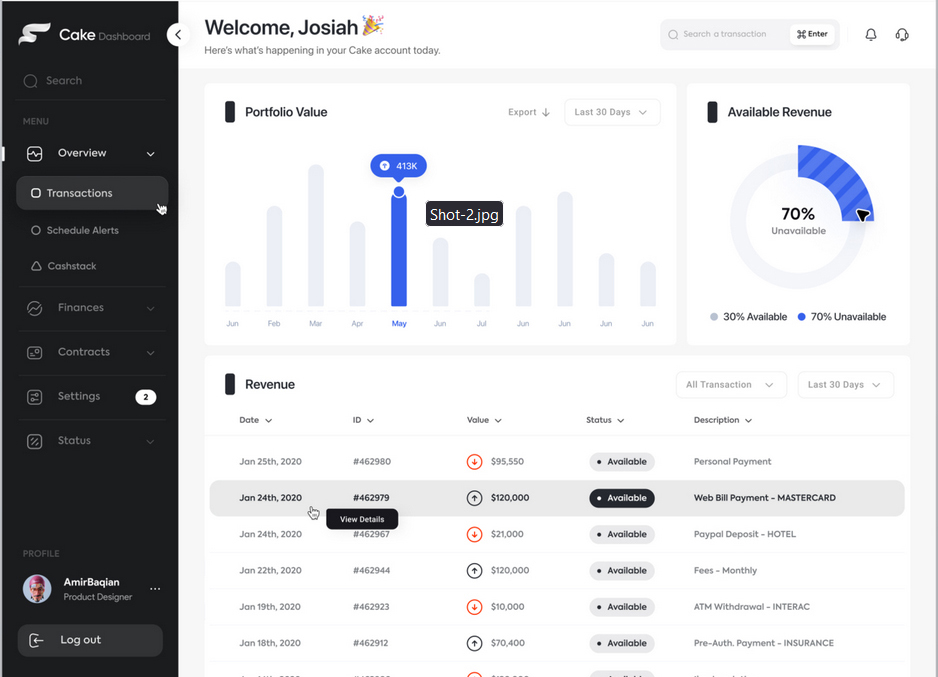 Cake Dashboard
Search
MENU
Overview
Transactions
Schedule Alerts
Cashstack
Finances
Contracts
Settings
2
Status
PROFILE
AmirBaqian
Product Designer
...
Log out
Welcome, Josiah
Here's what's happening in your Cake account today.
Search a transaction
⌘ Enter
Portfolio Value
Export
Last 30 Days
413K
Shot-2.jpg
Jun Feb Mar Apr May Jun Jul Jun Jun Jun Jun
Available Revenue
70%
Unavailable
30% Available 70% Unavailable
Revenue
All Transaction
Last 30 Days
Date ID Value Status Description
Jan 25th, 2020 #462980 $95,550 Available Personal Payment
Jan 24th, 2020 #462979 $120,000 Available Web Bill Payment - MASTERCARD
View Details
Jan 24th, 2020 #462967 $21,000 Available Paypal Deposit - HOTEL
Jan 22th, 2020 #462944 $120,000 Available Fees - Monthly
Jan 19th, 2020 #462923 $10,000 Available ATM Withdrawal - INTERAC
Jan 18th, 2020 #462912 $70,400 Available Pre-Auth. Payment - INSURANCE